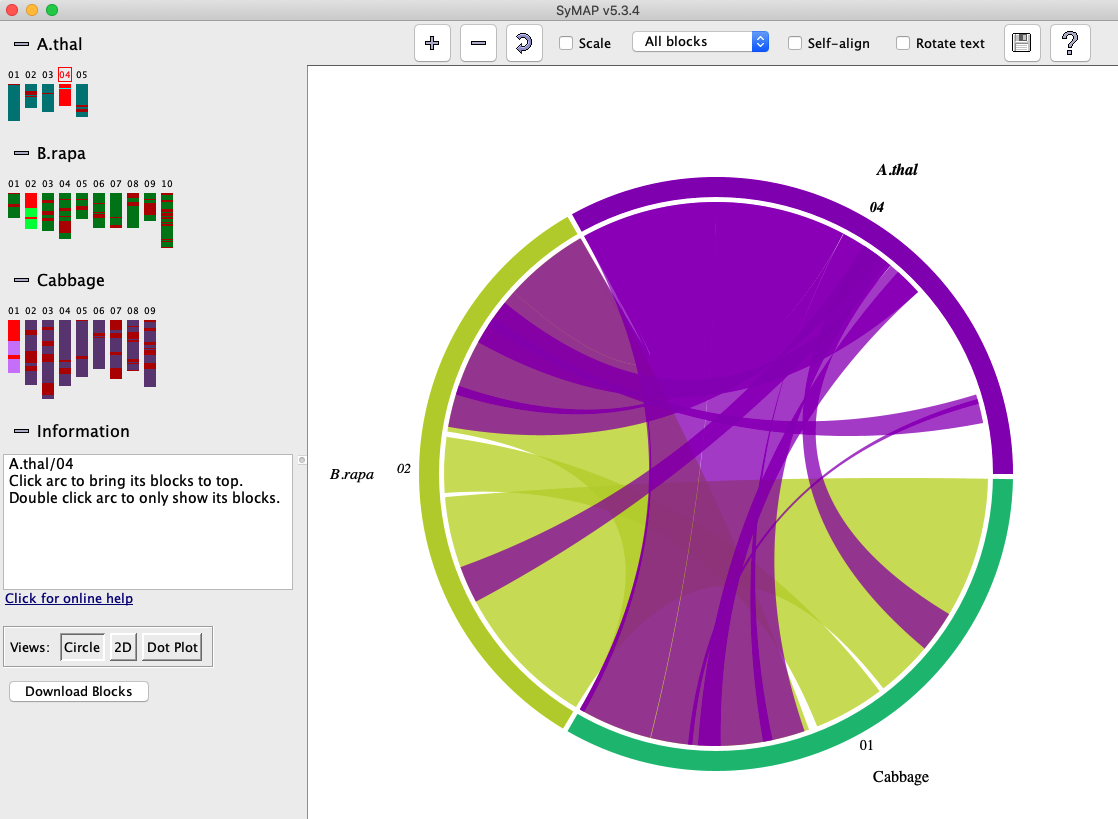 SyMAP v5.3.4
Scale
All blocks
Self-align
Rotate text
?
A.thal
01 02 03 04 05
B.rapa
01 02 03 04 05 06 07 08 09 10
Cabbage
01 02 03 04 05 06 07 08 09
Information
A.thal/04
Click arc to bring its blocks to top.
Double click arc to only show its blocks.
Click for online help
Views: Circle 2D Dot Plot
Download Blocks
A.thal
04
B.rapa 02
01
Cabbage